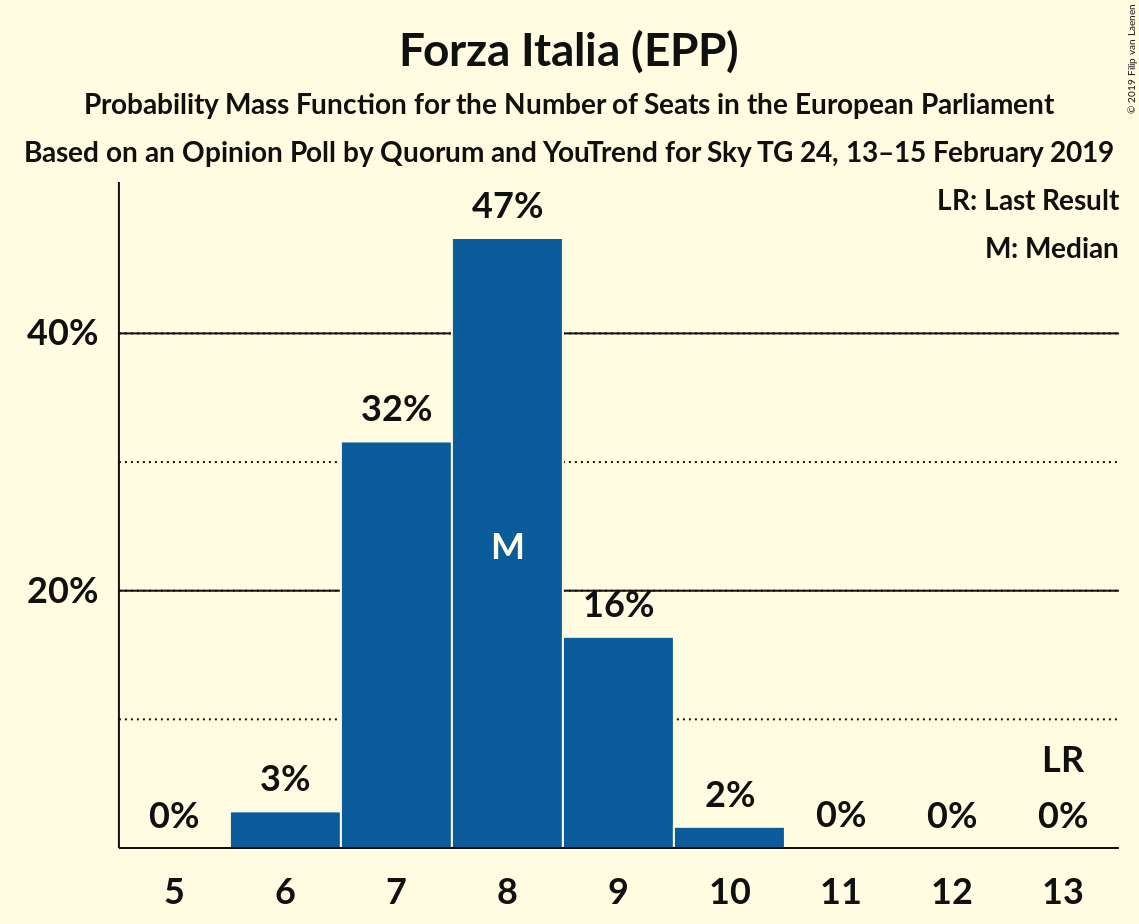 Forza Italia (EPP)
Probability Mass Function for the Number of Seats in the European Parliament
Based on an Opinion Poll by Quorum and YouTrend for Sky TG 24, 13–15 February 2019
© 2019 Filip van Laenen
LR: Last Result
M: Median
47%
40%
32%
M
20%
16%
LR
0% 3% 2% 0% 0% 0%
5 6 7 8 9 10 11 12 13